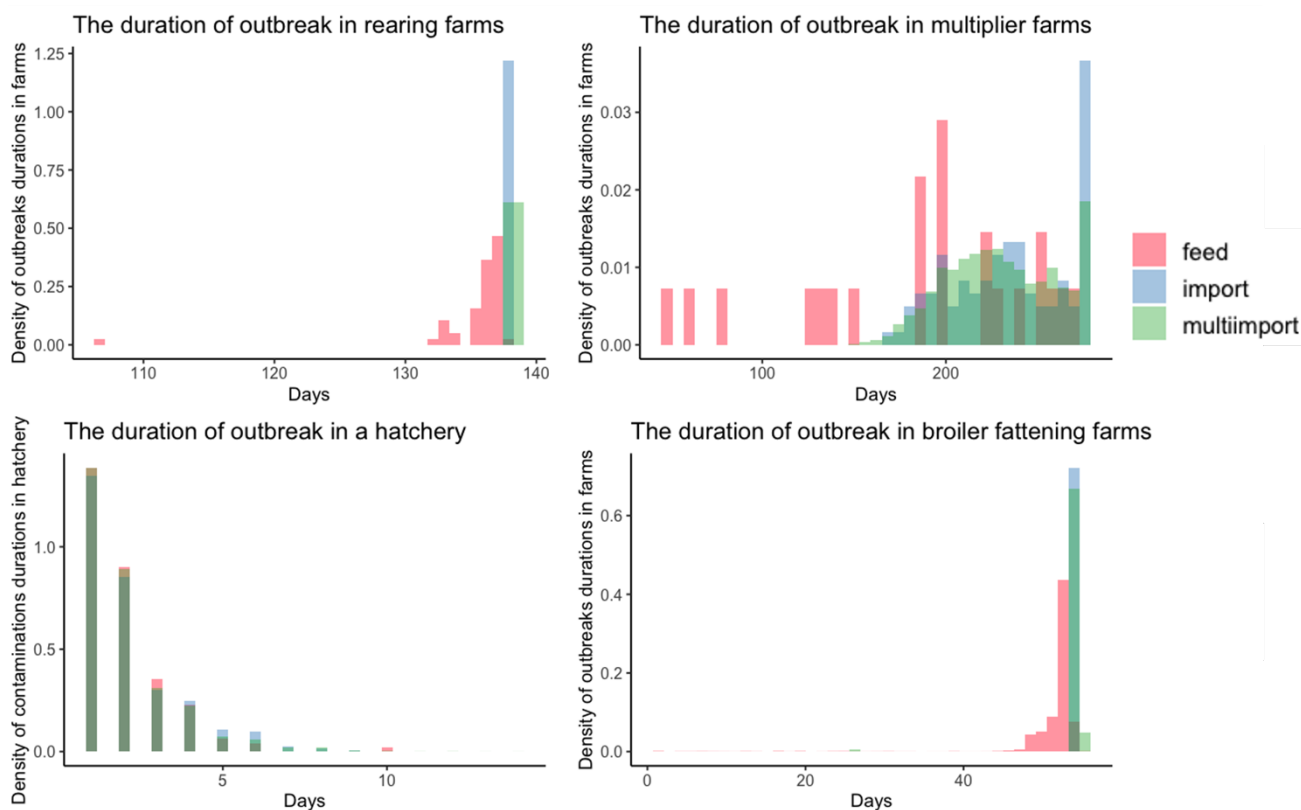 The duration of outbreak in rearing farms
Density of outbreaks durations in farms
1.25
1.00
0.75
0.50
0.25
0.00
110 120 130 140
Days
The duration of outbreak in multiplier farms
Density of outbreaks durations in farms
0.03
0.02
0.01
0.00
100 200
Days
feed
import
multiimport
The duration of outbreak in a hatchery
Density of contaminations durations in hatchery
1.0
0.5
0.0
5 10
Days
The duration of outbreak in broiler fattening farms
Density of outbreaks durations in farms
0.6
0.4
0.2
0.0
0 20 40
Days